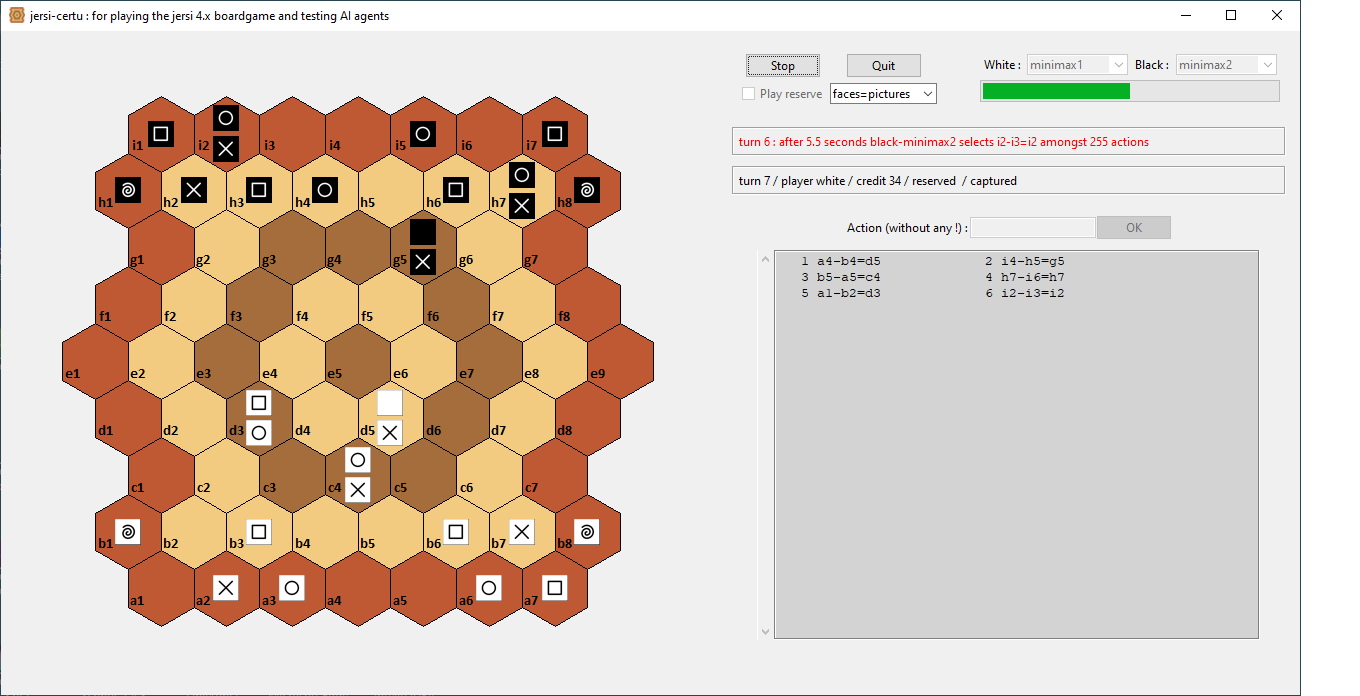 jersi-certu : for playing the jersi 4.x boardgame and testing AI agents
Stop Quit White : minimax1 Black : minimax2
Play reserve faces=pictures
turn 6 : after 5.5 seconds black-minimax2 selects i2-i3=i2 amongst 255 actions
turn 7 / player white / credit 34 / reserved / captured
Action (without any !) : OK
1 a4-b4=d5 2 i4-h5=g5
3 b5-a5=c4 4 h7-i6=h7
5 a1-b2=d3 6 i2-i3=i2
i1 i2 i3 i4 i5 i6 i7
h1 h2 h3 h4 h5 h6 h7 h8
g1 g2 g3 g4 g5 g6 g7
f1 f2 f3 f4 f5 f6 f7 f8
e1 e2 e3 e4 e5 e6 e7 e8 e9
d1 d2 d3 d4 d5 d6 d7 d8
c1 c2 c3 c4 c5 c6 c7
b1 b2 b3 b4 b5 b6 b7 b8
a1 a2 a3 a4 a5 a6 a7